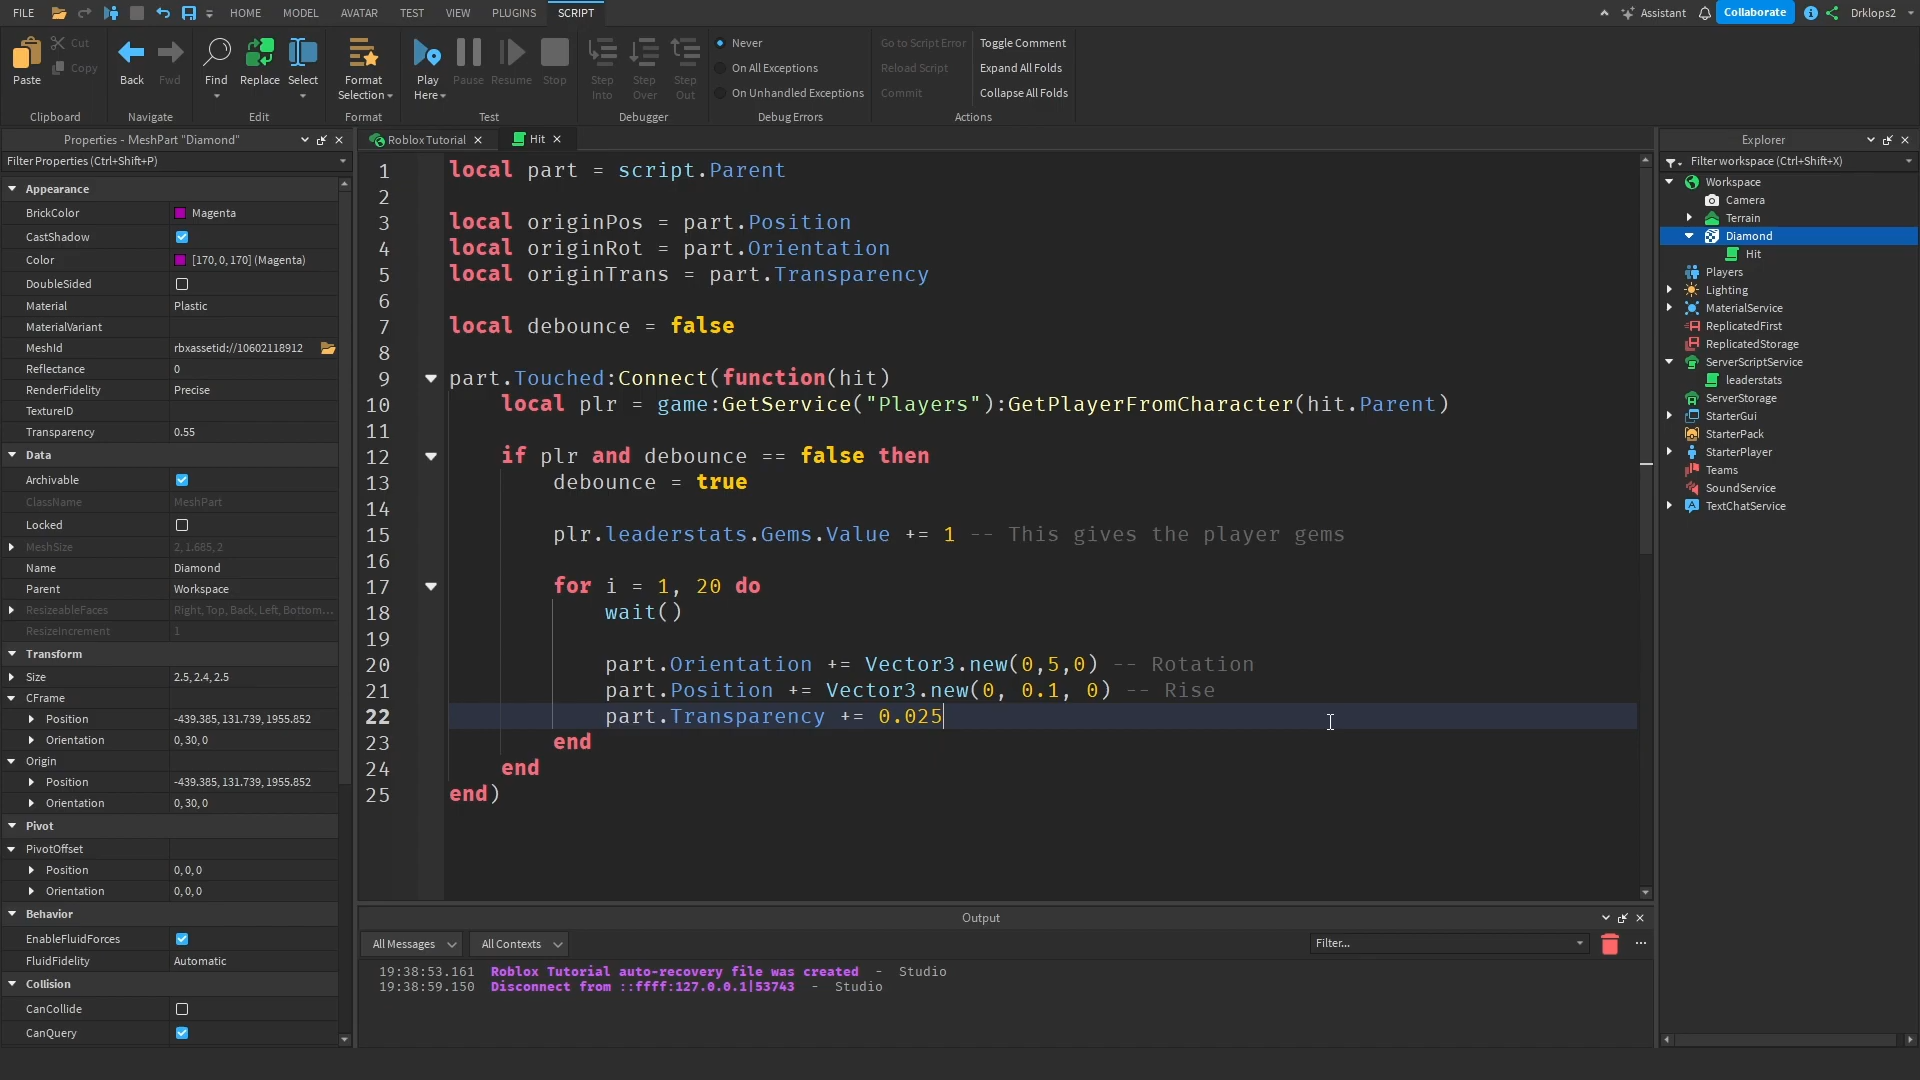 FILE HOME MODEL AVATAR TEST VIEW PLUGINS SCRIPT Assistant Collaborate Drklops2
Paste Cut Copy Back Fwd Find Replace Select Format Selection Play Here Pause Resume Stop Step Into Step Over Step Out
Never
On All Exceptions
On Unhandled Exceptions
Go to Script Error
Reload Script
Commit
Toggle Comment
Expand All Folds
Collapse All Folds
Clipboard Navigate Edit Format Test Debugger Debug Errors Actions
Properties - MeshPart "Diamond"
Filter Properties (Ctrl+Shift+P)
Appearance
BrickColor Magenta
CastShadow
Color [170, 0, 170] (Magenta)
DoubleSided
Material Plastic
MaterialVariant
MeshId rbxassetid://10602118912
Reflectance 0
RenderFidelity Precise
TextureID
Transparency 0.55
Data
Archivable
ClassName MeshPart
Locked
MeshSize 2, 1.685, 2
Name Diamond
Parent Workspace
ResizeableFaces Right, Top, Back, Left, Bottom...
ResizeIncrement 1
Transform
Size 2.5, 2.4, 2.5
CFrame
Position -439.385, 131.739, 1955.852
Orientation 0, 30, 0
Origin
Position -439.385, 131.739, 1955.852
Orientation 0, 30, 0
Pivot
PivotOffset
Position 0, 0, 0
Orientation 0, 0, 0
Behavior
EnableFluidForces
FluidFidelity Automatic
Collision
CanCollide
CanQuery
Roblox Tutorial Hit
1 local part = script.Parent
2
3 local originPos = part.Position
4 local originRot = part.Orientation
5 local originTrans = part.Transparency
6
7 local debounce = false
8
9 part.Touched:Connect(function(hit)
10 local plr = game:GetService("Players"):GetPlayerFromCharacter(hit.Parent)
11
12 if plr and debounce == false then
13 debounce = true
14
15 plr.leaderstats.Gems.Value += 1 -- This gives the player gems
16
17 for i = 1, 20 do
18 wait()
19
20 part.Orientation += Vector3.new(0,5,0) -- Rotation
21 part.Position += Vector3.new(0, 0.1, 0) -- Rise
22 part.Transparency += 0.025
23 end
24 end
25 end)
Output
All Messages All Contexts Filter... ...
19:38:53.161 Roblox Tutorial auto-recovery file was created - Studio
19:38:59.150 Disconnect from ::ffff:127.0.0.1|53743 - Studio
Explorer
Filter workspace (Ctrl+Shift+X)
Workspace
Camera
Terrain
Diamond
Hit
Players
Lighting
MaterialService
ReplicatedFirst
ReplicatedStorage
ServerScriptService
leaderstats
ServerStorage
StarterGui
StarterPack
StarterPlayer
Teams
SoundService
TextChatService